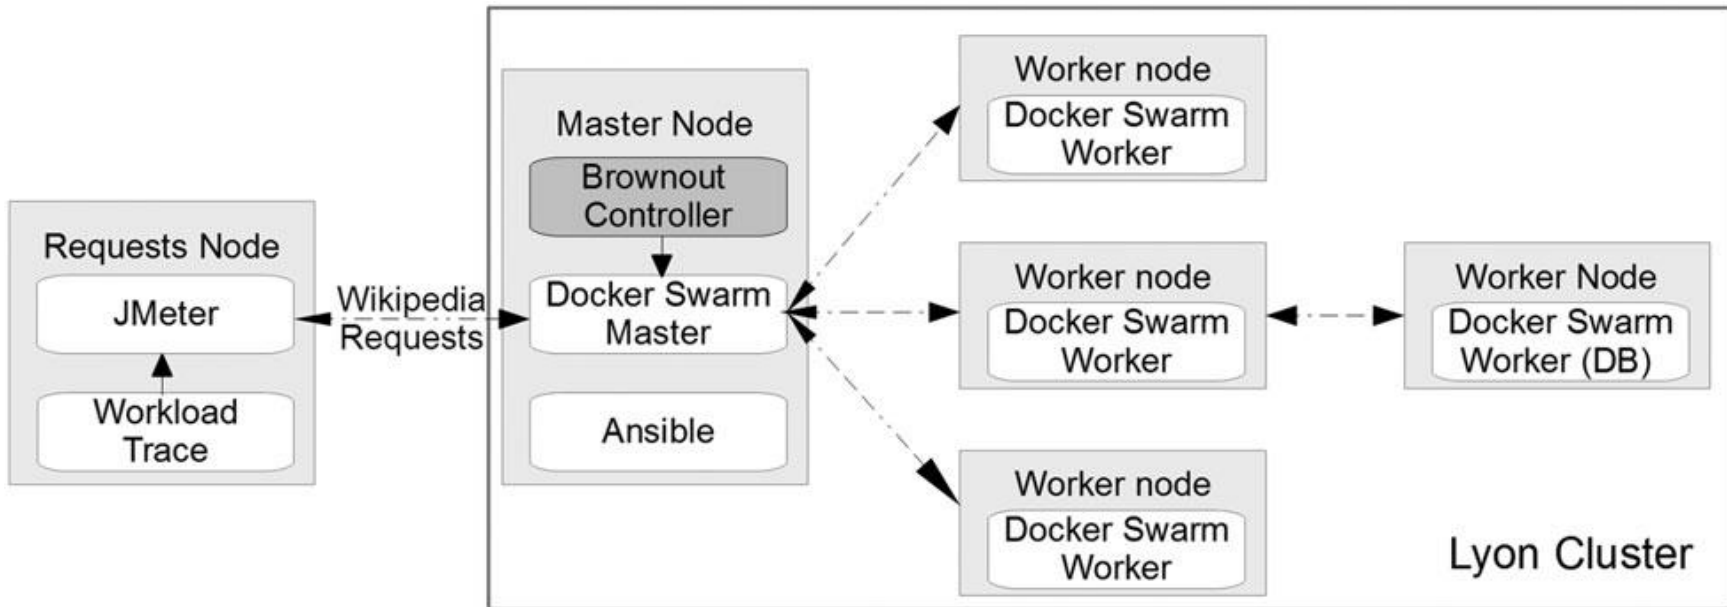 Requests Node
JMeter
Workload
Trace
Wikipedia
Requests
Master Node
Brownout
Controller
Docker Swarm
Master
Ansible
Worker node
Docker Swarm
Worker
Worker node
Docker Swarm
Worker
Worker node
Docker Swarm
Worker
Worker Node
Docker Swarm
Worker (DB)
Lyon Cluster